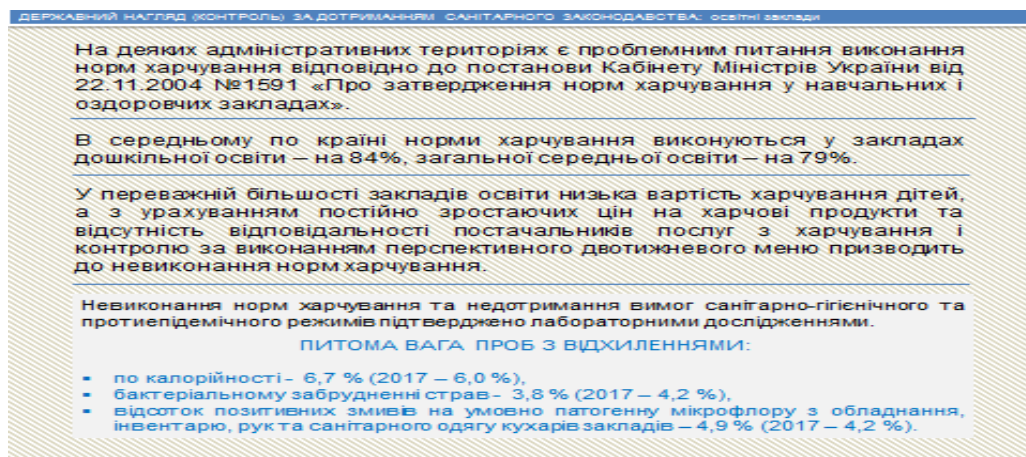 ДЕРЖАВНИЙ НАГЛЯД (КОНТРОЛЬ) ЗА ДОТРИМАННЯМ САНІТАРНОГО ЗАКОНОДАВСТВА: освітні заклади
На деяких адміністративних територіях є проблемним питання виконання
норм харчування відповідно до постанови Кабінету Міністрів України від
22.11.2004 №1591 «Про затвердження норм харчування у навчальних і
оздоровчих закладах».
В середньому по країні норми харчування виконуються у закладах
дошкільної освіти – на 84%, загальної середньої освіти – на 79%.
У переважній більшості закладів освіти низька вартість харчування дітей,
а з урахуванням постійно зростаючих цін на харчові продукти та
відсутність відповідальності постачальників послуг з харчування і
контролю за виконанням перспективного двотижневого меню призводить
до невиконання норм харчування.
Невиконання норм харчування та недотримання вимог санітарно-гігієнічного та
протиепідемічного режимів підтверджено лабораторними дослідженнями.
ПИТОМА ВАГА ПРОБ З ВІДХИЛЕННЯМИ:
▪ по калорійності - 6,7 % (2017 – 6,0 %),
▪ бактеріальному забрудненні страв - 3,8 % (2017 – 4,2 %),
▪ відсоток позитивних змивів на умовно патогенну мікрофлору з обладнання,
інвентарю, рук та санітарного одягу кухарів закладів – 4,9 % (2017 – 4,2 %).